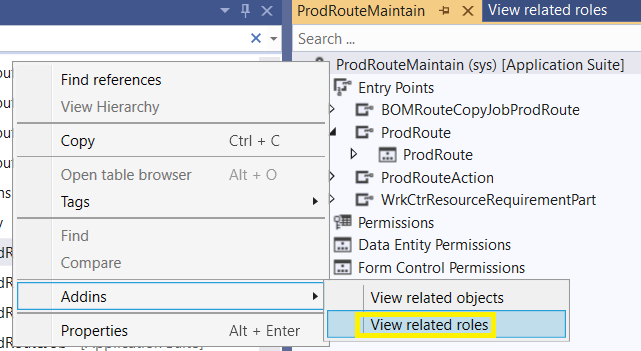 ProdRouteMaintain
View related roles
Search ...
ProdRouteMaintain (sys) [Application Suite]
Entry Points
BOMRouteCopyJobProdRoute
ProdRoute
ProdRoute
ProdRouteAction
WrkCtrResourceRequirementPart
Permissions
Data Entity Permissions
Form Control Permissions
Find references
View Hierarchy
Copy Ctrl + C
Open table browser Alt + O
Tags
Find
Compare
Addins
Properties Alt + Enter
View related objects
View related roles